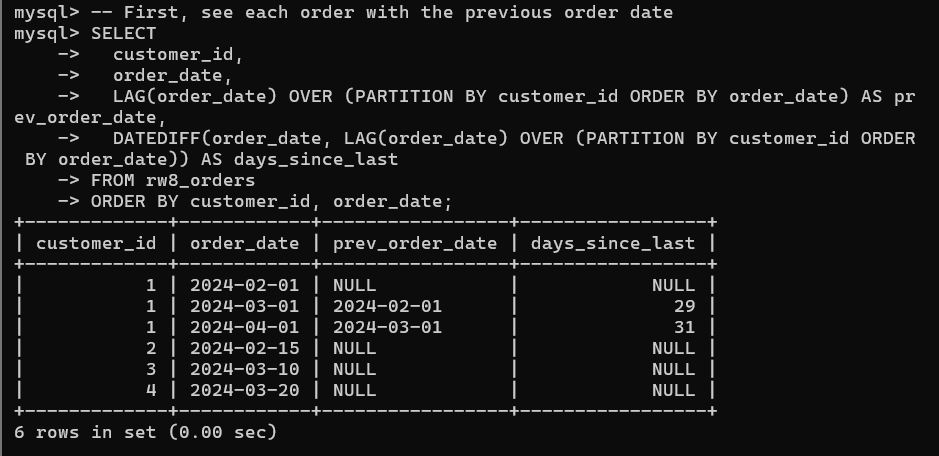 mysql> -- First, see each order with the previous order date
mysql> SELECT
    ->   customer_id,
    ->   order_date,
    ->   LAG(order_date) OVER (PARTITION BY customer_id ORDER BY order_date) AS pr
ev_order_date,
    ->   DATEDIFF(order_date, LAG(order_date) OVER (PARTITION BY customer_id ORDER
 BY order_date)) AS days_since_last
    -> FROM rw8_orders
    -> ORDER BY customer_id, order_date;
+-------------+------------+-----------------+-----------------+
| customer_id | order_date | prev_order_date | days_since_last |
+-------------+------------+-----------------+-----------------+
|           1 | 2024-02-01 | NULL            |            NULL |
|           1 | 2024-03-01 | 2024-02-01      |              29 |
|           1 | 2024-04-01 | 2024-03-01      |              31 |
|           2 | 2024-02-15 | NULL            |            NULL |
|           3 | 2024-03-10 | NULL            |            NULL |
|           4 | 2024-03-20 | NULL            |            NULL |
+-------------+------------+-----------------+-----------------+
6 rows in set (0.00 sec)